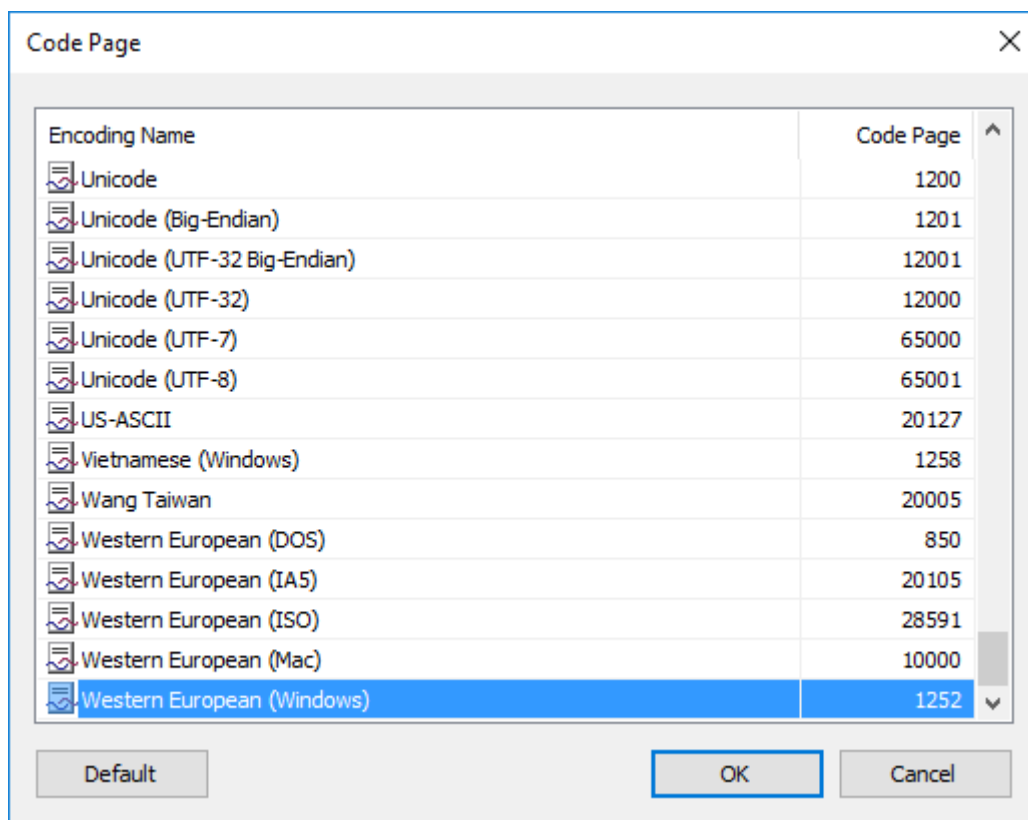 Code Page
Encoding Name Code Page
Unicode 1200
Unicode (Big-Endian) 1201
Unicode (UTF-32 Big-Endian) 12001
Unicode (UTF-32) 12000
Unicode (UTF-7) 65000
Unicode (UTF-8) 65001
US-ASCII 20127
Vietnamese (Windows) 1258
Wang Taiwan 20005
Western European (DOS) 850
Western European (IA5) 20105
Western European (ISO) 28591
Western European (Mac) 10000
Western European (Windows) 1252
Default OK Cancel